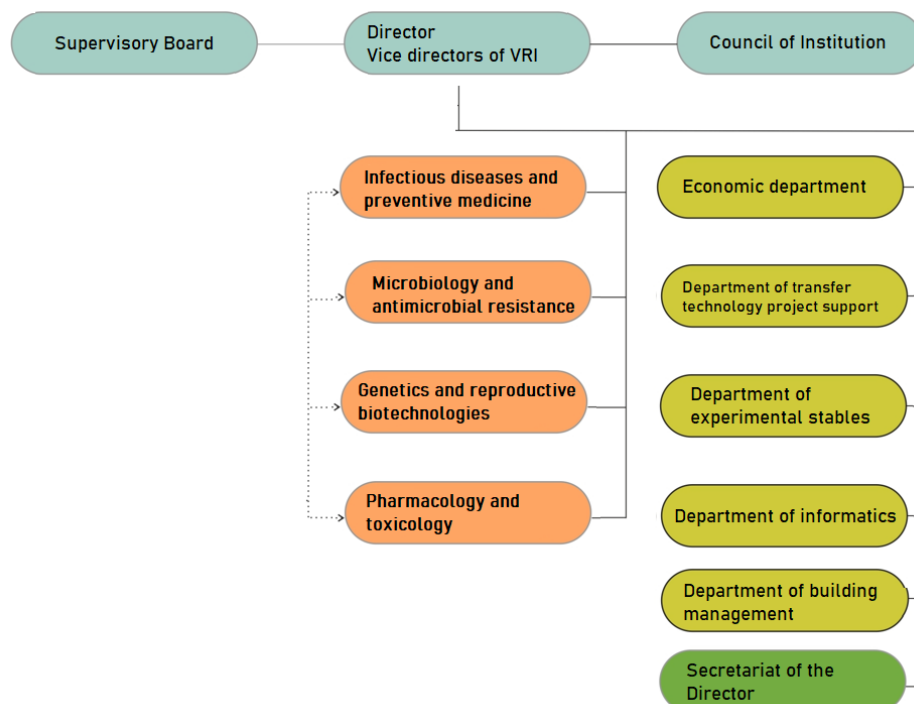 Supervisory Board
Director
Vice directors of VRI
Council of Institution
Infectious diseases and
preventive medicine
Economic department
Microbiology and
antimicrobial resistance
Department of transfer
technology project support
Genetics and reproductive
biotechnologies
Department of
experimental stables
Pharmacology and
toxicology
Department of informatics
Department of building
management
Secretariat of the
Director